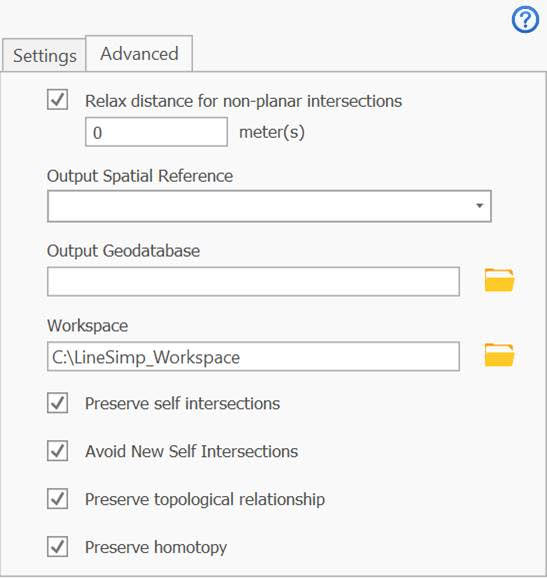 ?
Settings
Advanced
Relax distance for non-planar intersections
0 meter(s)
Output Spatial Reference
Output Geodatabase
Workspace
C:\LineSimp_Workspace
Preserve self intersections
Avoid New Self Intersections
Preserve topological relationship
Preserve homotopy